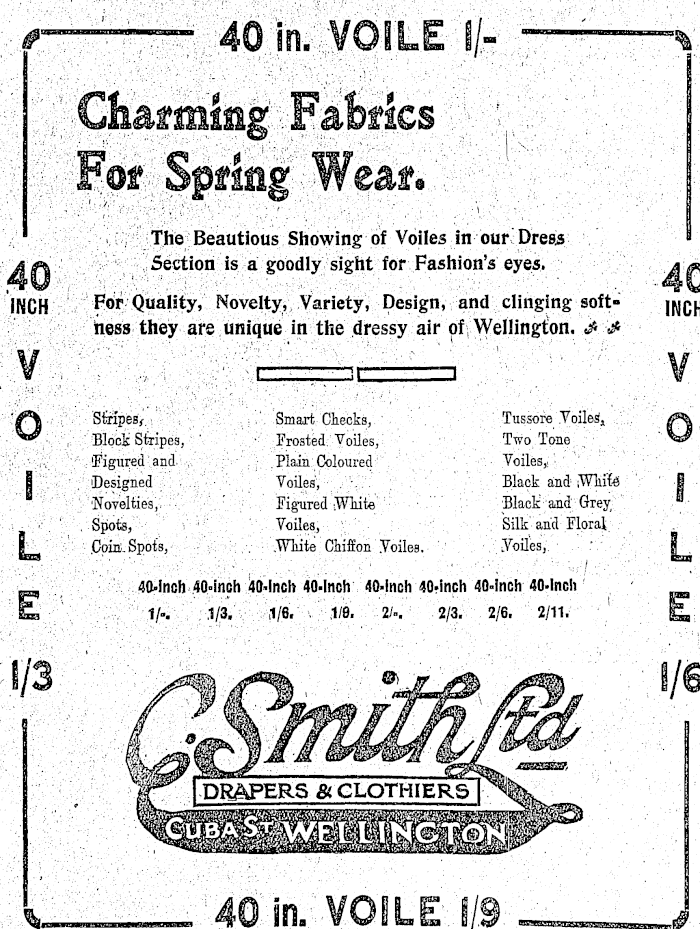 40 in. VOILE 1/-
Charming Fabrics
For Spring Wear.
The Beautious Showing of Voiles in our Dress
Section is a goodly sight for Fashion's eyes.
For Quality, Novelty, Variety, Design, and clinging soft-
ness they are unique in the dressy air of Wellington.
40
INCH
V
O
I
L
E
1/3
Stripes,
Block Stripes,
Figured and
Designed
Novelties,
Spots,
Coin Spots,
Smart Checks,
Frosted Voiles,
Plain Coloured
Voiles,
Figured White
Voiles,
White Chiffon Voiles.
Tussore Voiles,
Two Tone
Voiles,
Black and White
Black and Grey
Silk and Floral
Voiles,
40
INCH
V
O
I
L
E
1/6
40-Inch 40-inch 40-Inch 40-Inch 40-Inch 40-inch 40-inch 40-Inch
1/-. 1/3. 1/6. 1/9. 2/-. 2/3. 2/6. 2/11.
C. Smith Ltd
DRAPERS & CLOTHIERS
CUBA ST WELLINGTON
40 in. VOILE 1/9